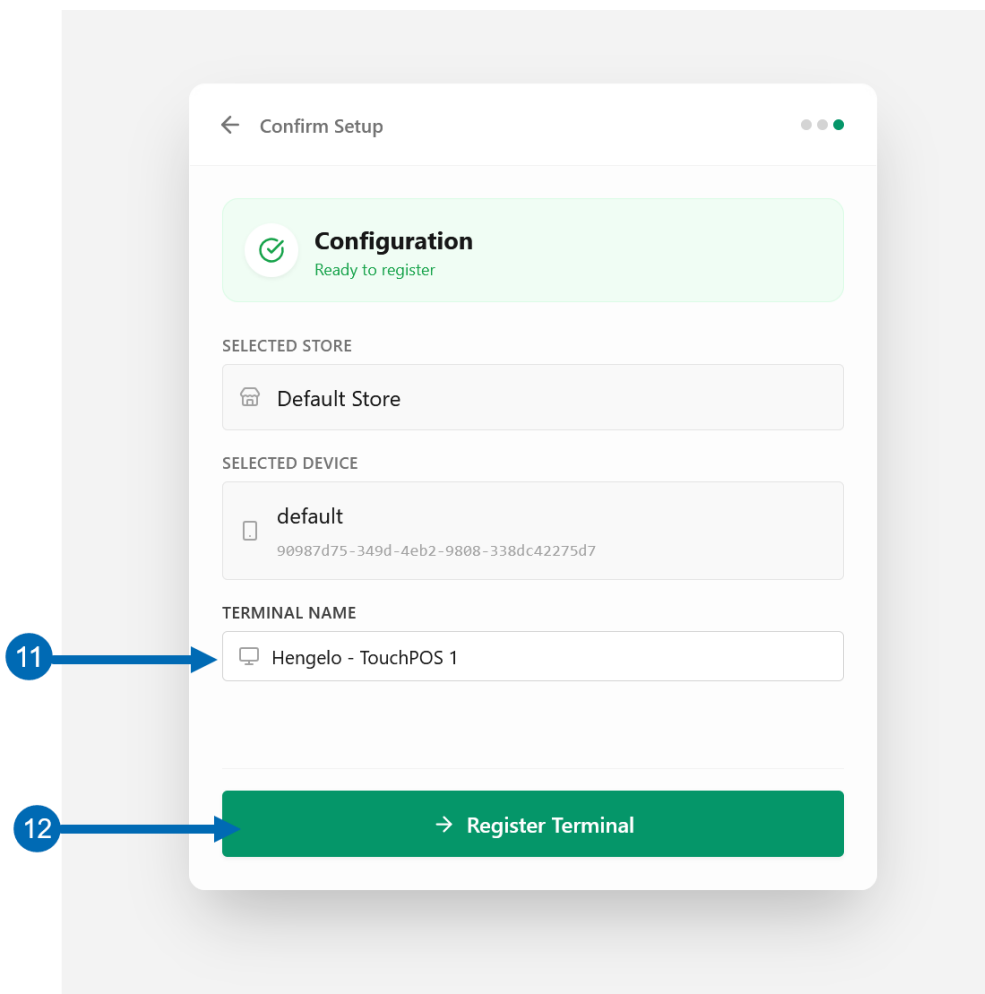 Confirm Setup
Configuration
Ready to register
SELECTED STORE
Default Store
SELECTED DEVICE
default
90987d75-349d-4eb2-9808-338dc42275d7
TERMINAL NAME
11
Hengelo - TouchPOS 1
12
Register Terminal